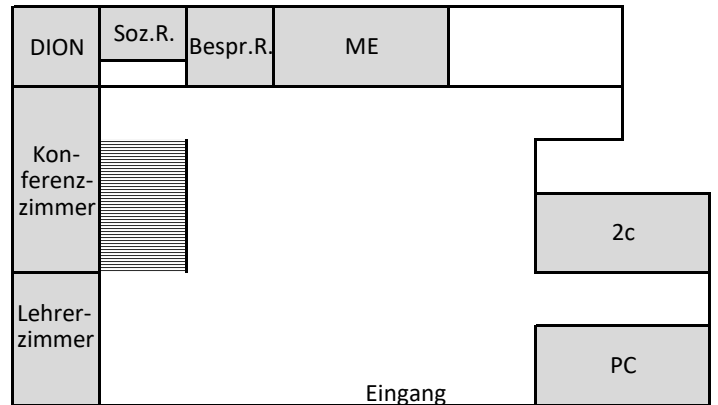 DION
Soz.R.
Bespr.R.
ME
Kon-
ferenz-
zimmer
2c
Lehrer-
zimmer
PC
Eingang